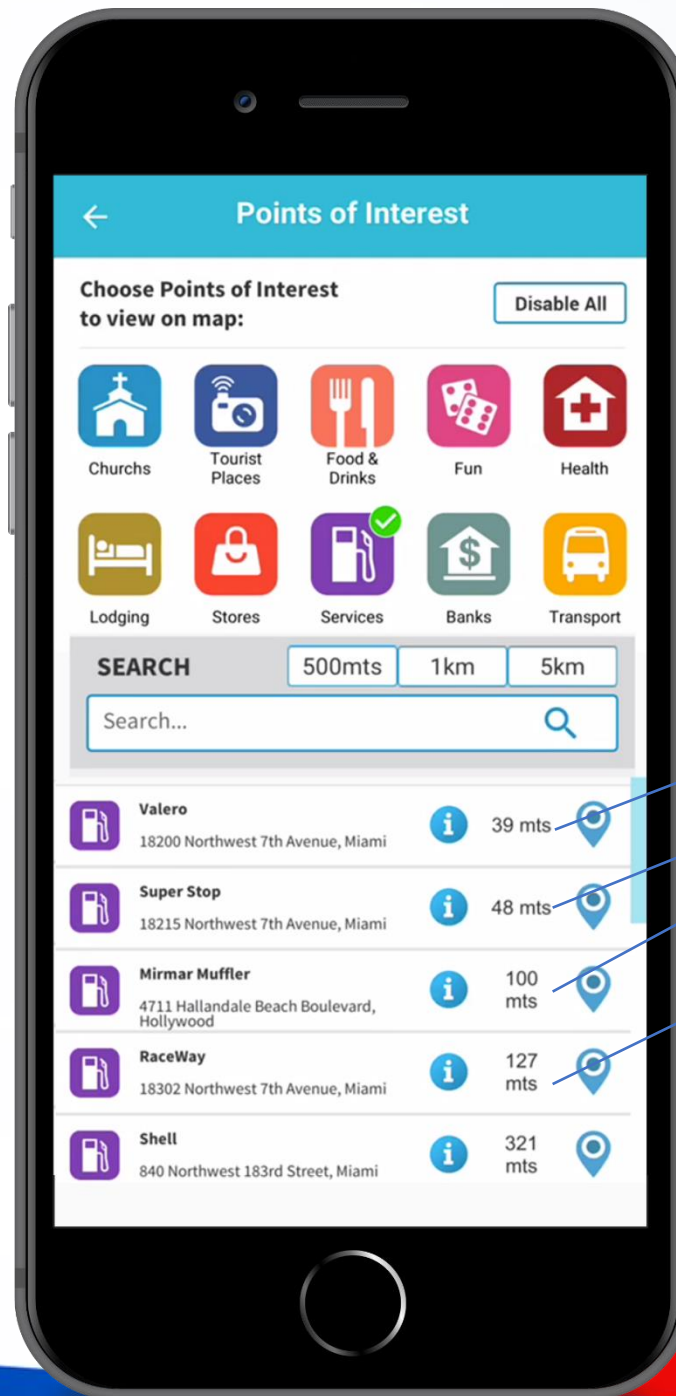 Points of Interest
Choose Points of Interest
to view on map:
Disable All
Churchs
Tourist
Places
Food &
Drinks
Fun
Health
Lodging
Stores
$
Services
Banks
Transport
SEARCH
500mts
1km
5km
Search...
Valero
18200 Northwest 7th Avenue, Miami
i
39 mts
Super Stop
18215 Northwest 7th Avenue, Miami
i
48 mts
Mirmar Muffler
4711 Hallandale Beach Boulevard,
Hollywood
i
100
mts
RaceWay
18302 Northwest 7th Avenue, Miami
i
127
mts
Shell
840 Northwest 183rd Street, Miami
i
321
mts